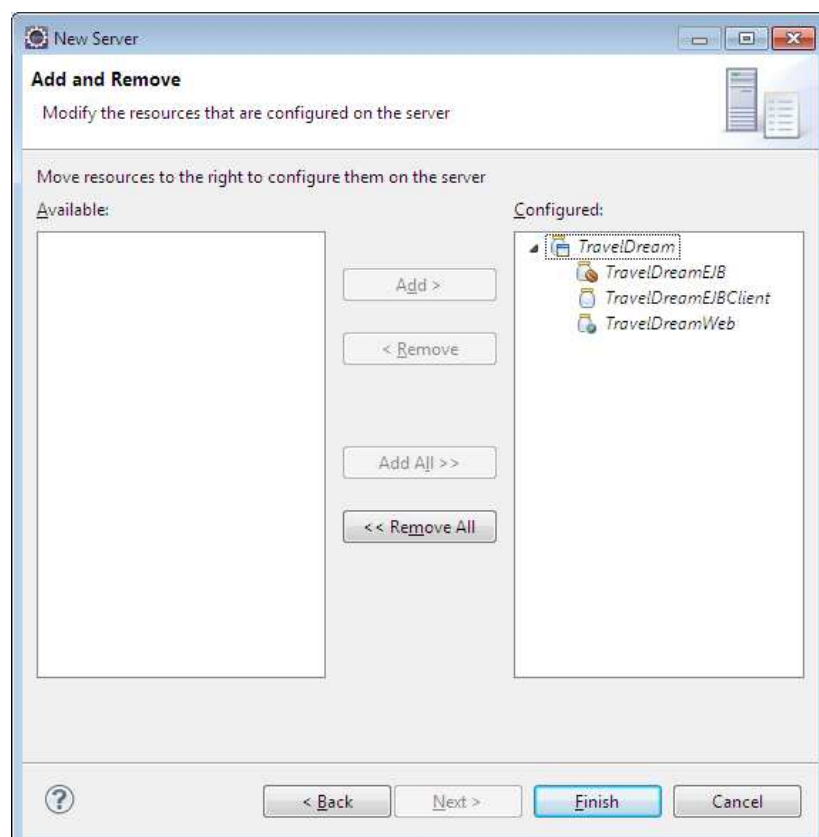 New Server
Add and Remove
Modify the resources that are configured on the server
Move resources to the right to configure them on the server
Available:
Configured:
TravelDream
TravelDreamEJB
TravelDreamEJBClient
TravelDreamWeb
Add >
< Remove
Add All >>
<< Remove All
?
< Back
Next >
Finish
Cancel